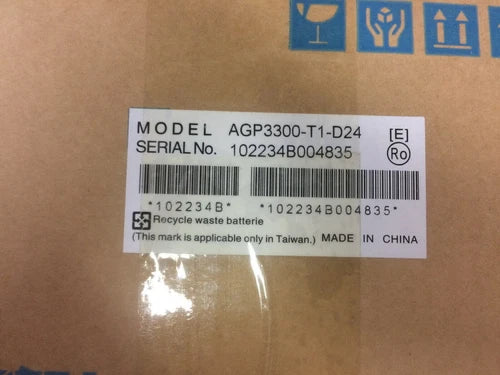 MODEL AGP3300-T1-D24 [E]
SERIAL No. 102234B004835 Ro
*102234B* *102234B004835*
Recycle waste batterie
(This mark is applicable only in Taiwan.) MADE IN CHINA